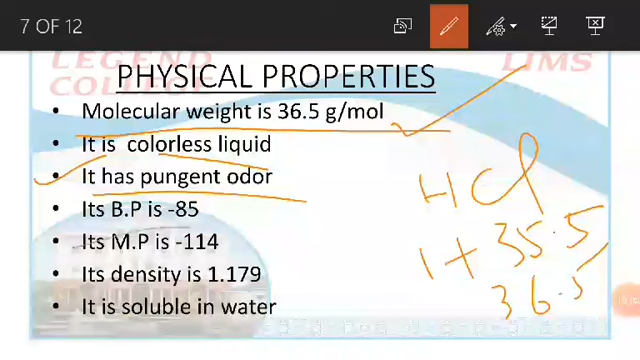 7 OF 12
LEGEND
LIMS
COLLEGE
PHYSICAL PROPERTIES
• Molecular weight is 36.5 g/mol
• It is colorless liquid
• It has pungent odor
• Its B.P is -85
• Its M.P is -114
• Its density is 1.179
• It is soluble in water
HCl
1 + 35.5
36.5